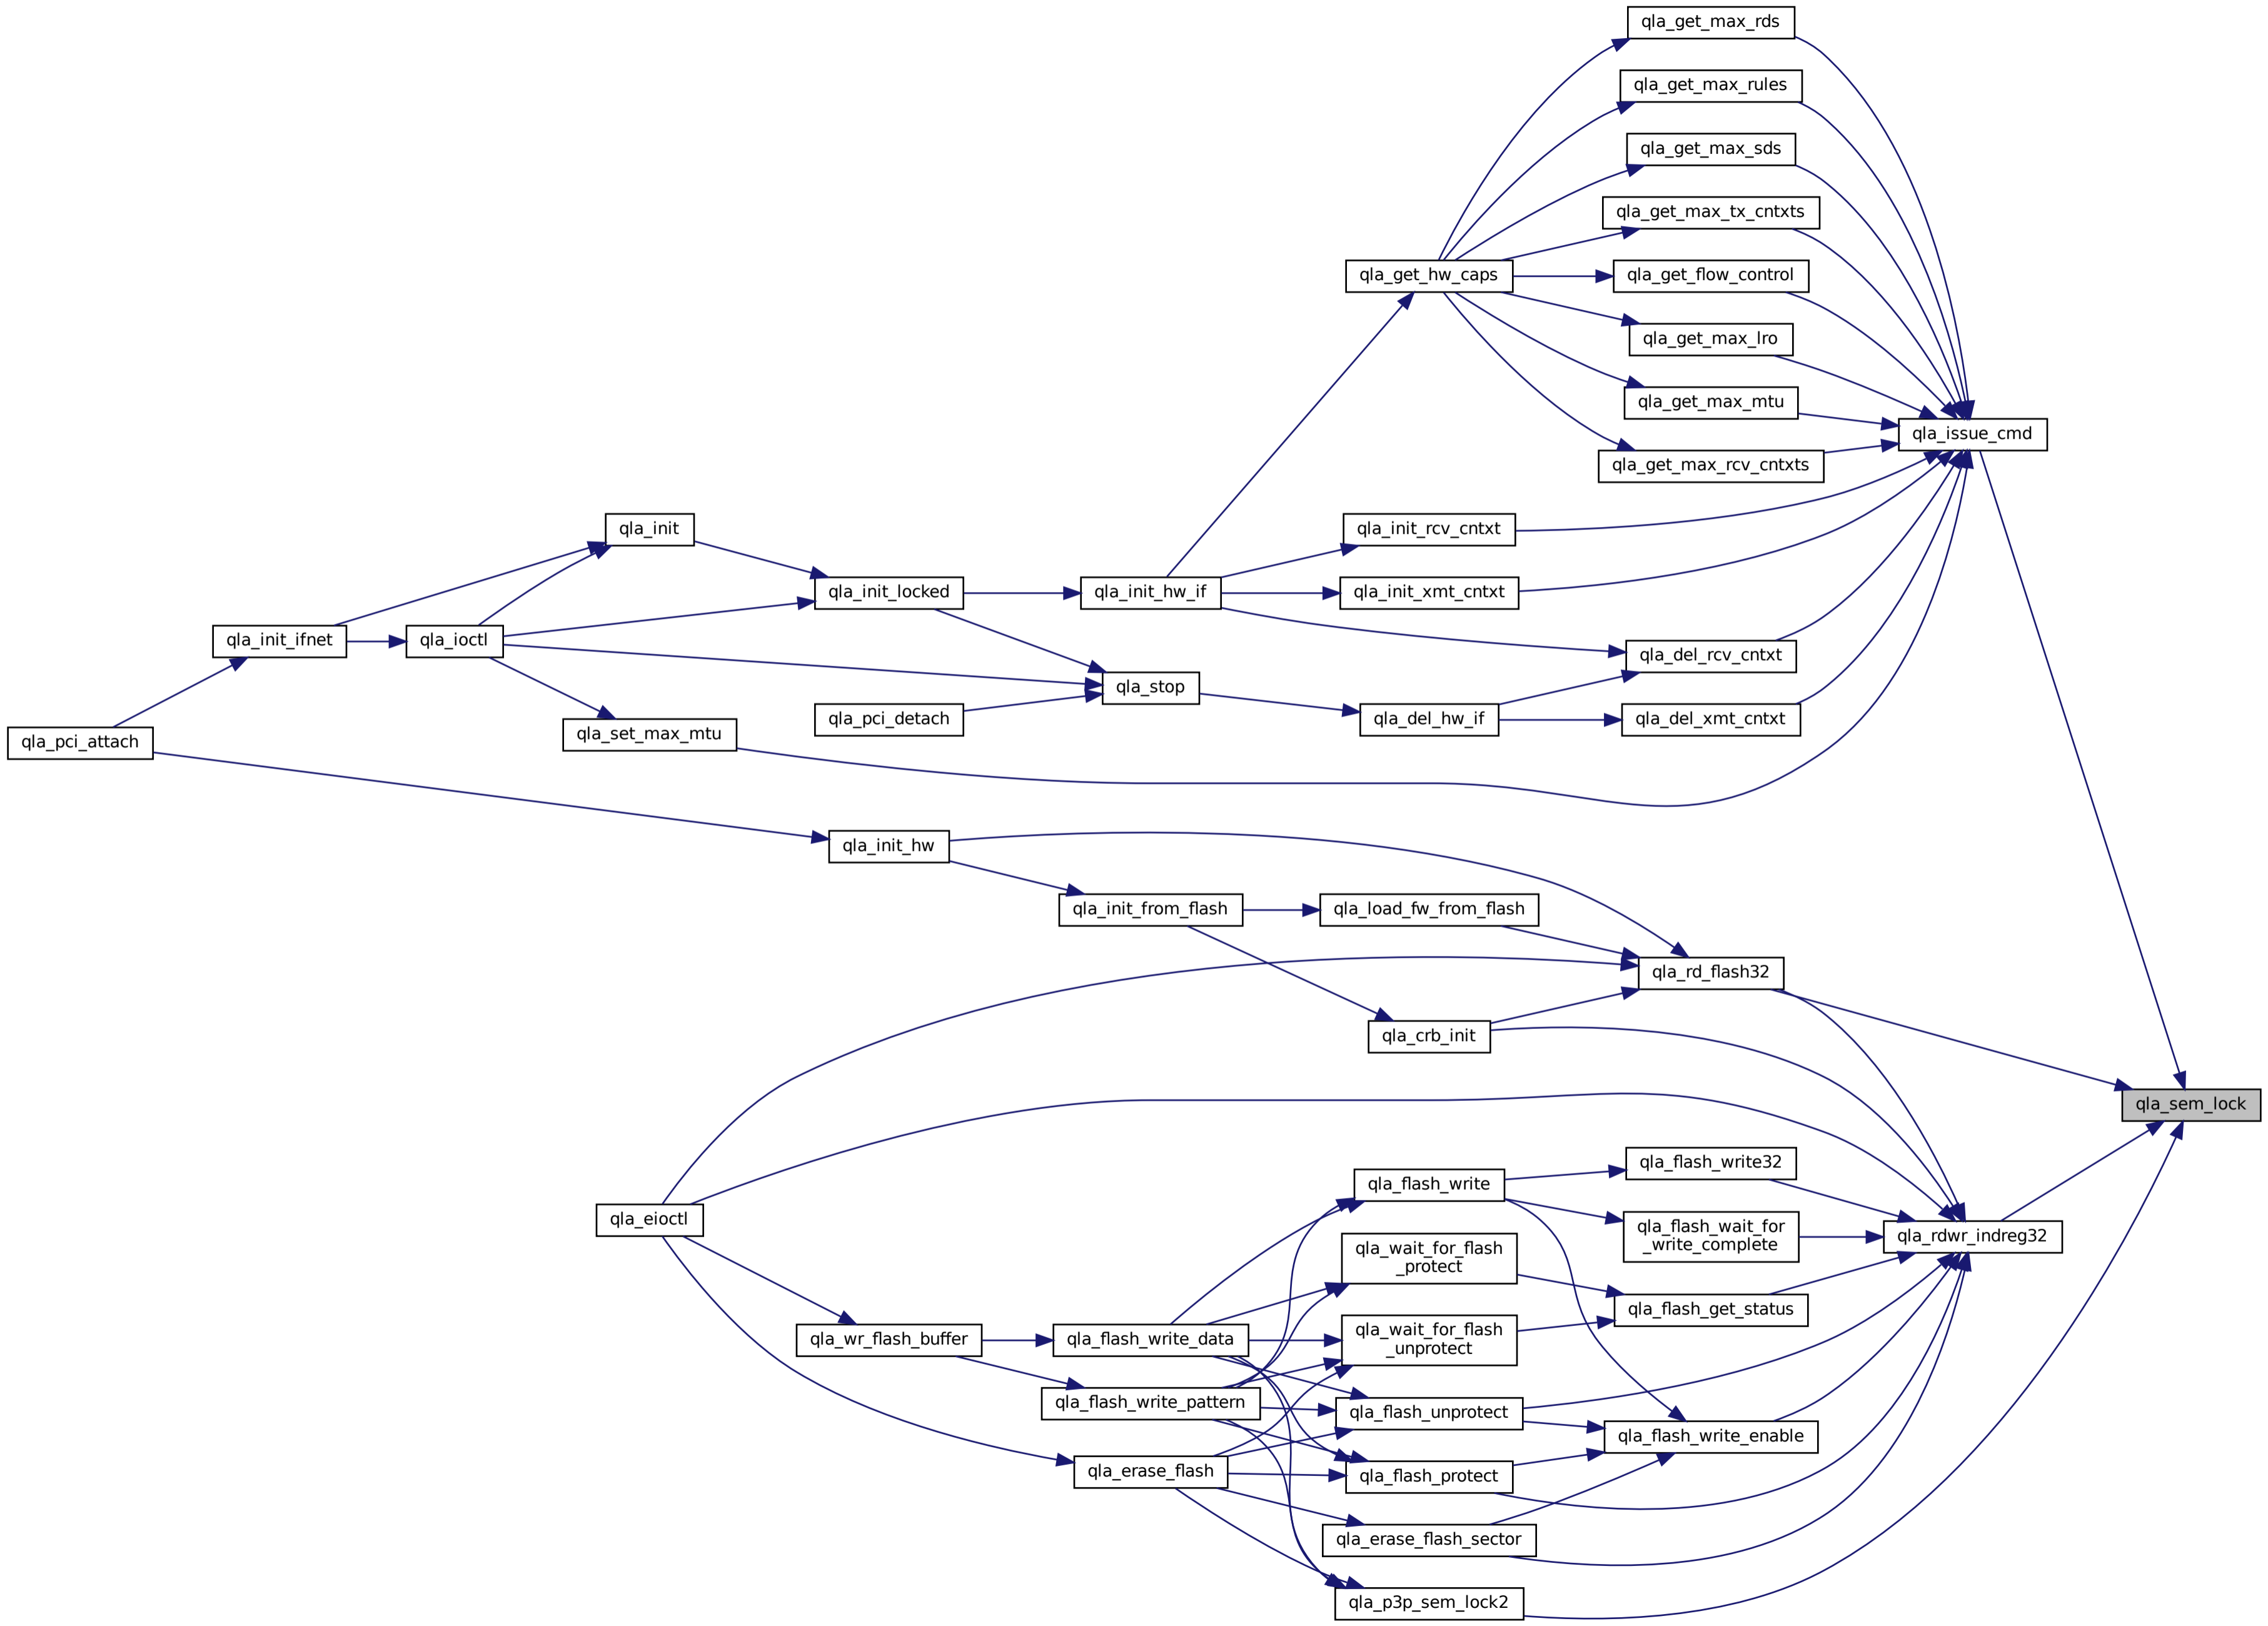 qla_get_max_rds
qla_get_max_rules
qla_get_max_sds
qla_get_max_tx_cntxts
qla_get_hw_caps
qla_get_flow_control
qla_get_max_lro
qla_get_max_mtu
qla_issue_cmd
qla_get_max_rcv_cntxts
qla_init
qla_init_rcv_cntxt
qla_init_locked
qla_init_hw_if
qla_init_xmt_cntxt
qla_init_ifnet
qla_ioctl
qla_del_rcv_cntxt
qla_stop
qla_pci_detach
qla_del_hw_if
qla_del_xmt_cntxt
qla_pci_attach
qla_set_max_mtu
qla_init_hw
qla_init_from_flash
qla_load_fw_from_flash
qla_rd_flash32
qla_crb_init
qla_sem_lock
qla_flash_write32
qla_flash_write
qla_eioctl
qla_flash_wait_for
_write_complete
qla_rdwr_indreg32
qla_wait_for_flash
_protect
qla_flash_get_status
qla_wr_flash_buffer
qla_flash_write_data
qla_wait_for_flash
_unprotect
qla_flash_write_pattern
qla_flash_unprotect
qla_flash_write_enable
qla_erase_flash
qla_flash_protect
qla_erase_flash_sector
qla_p3p_sem_lock2